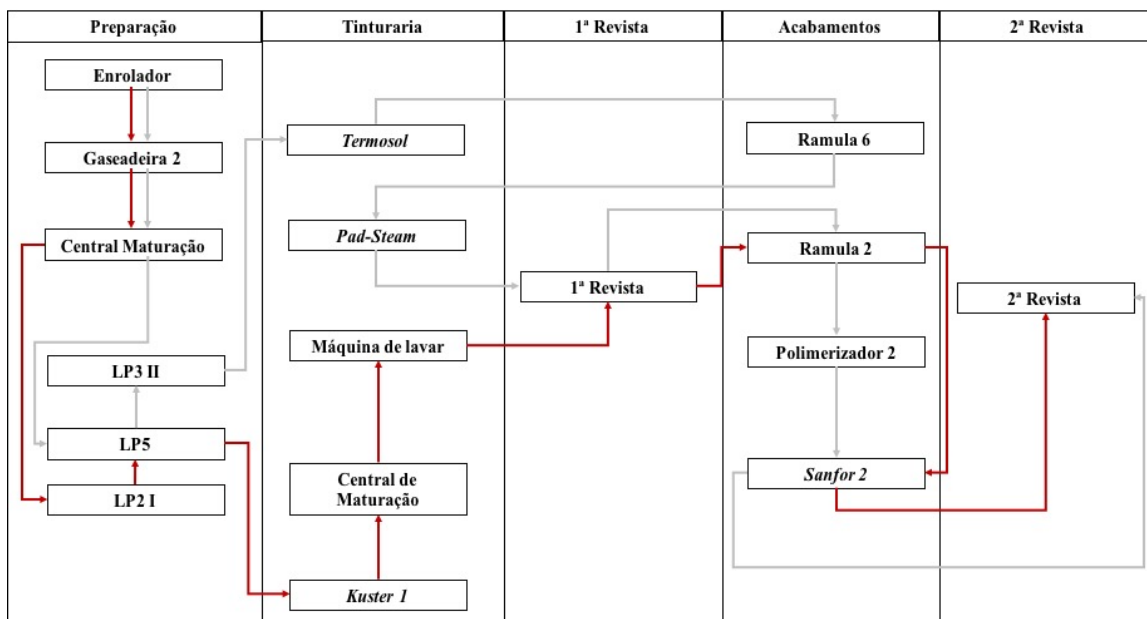 Preparação
Tinturaria
1ª Revista
Acabamentos
2ª Revista
Enrolador
Gaseadeira 2
Central Maturação
LP3 II
LP5
LP2 I
Termosol
Pad-Steam
Máquina de lavar
Central de
Maturação
Kuster 1
1ª Revista
Ramula 6
Ramula 2
Polimerizador 2
Sanfor 2
2ª Revista